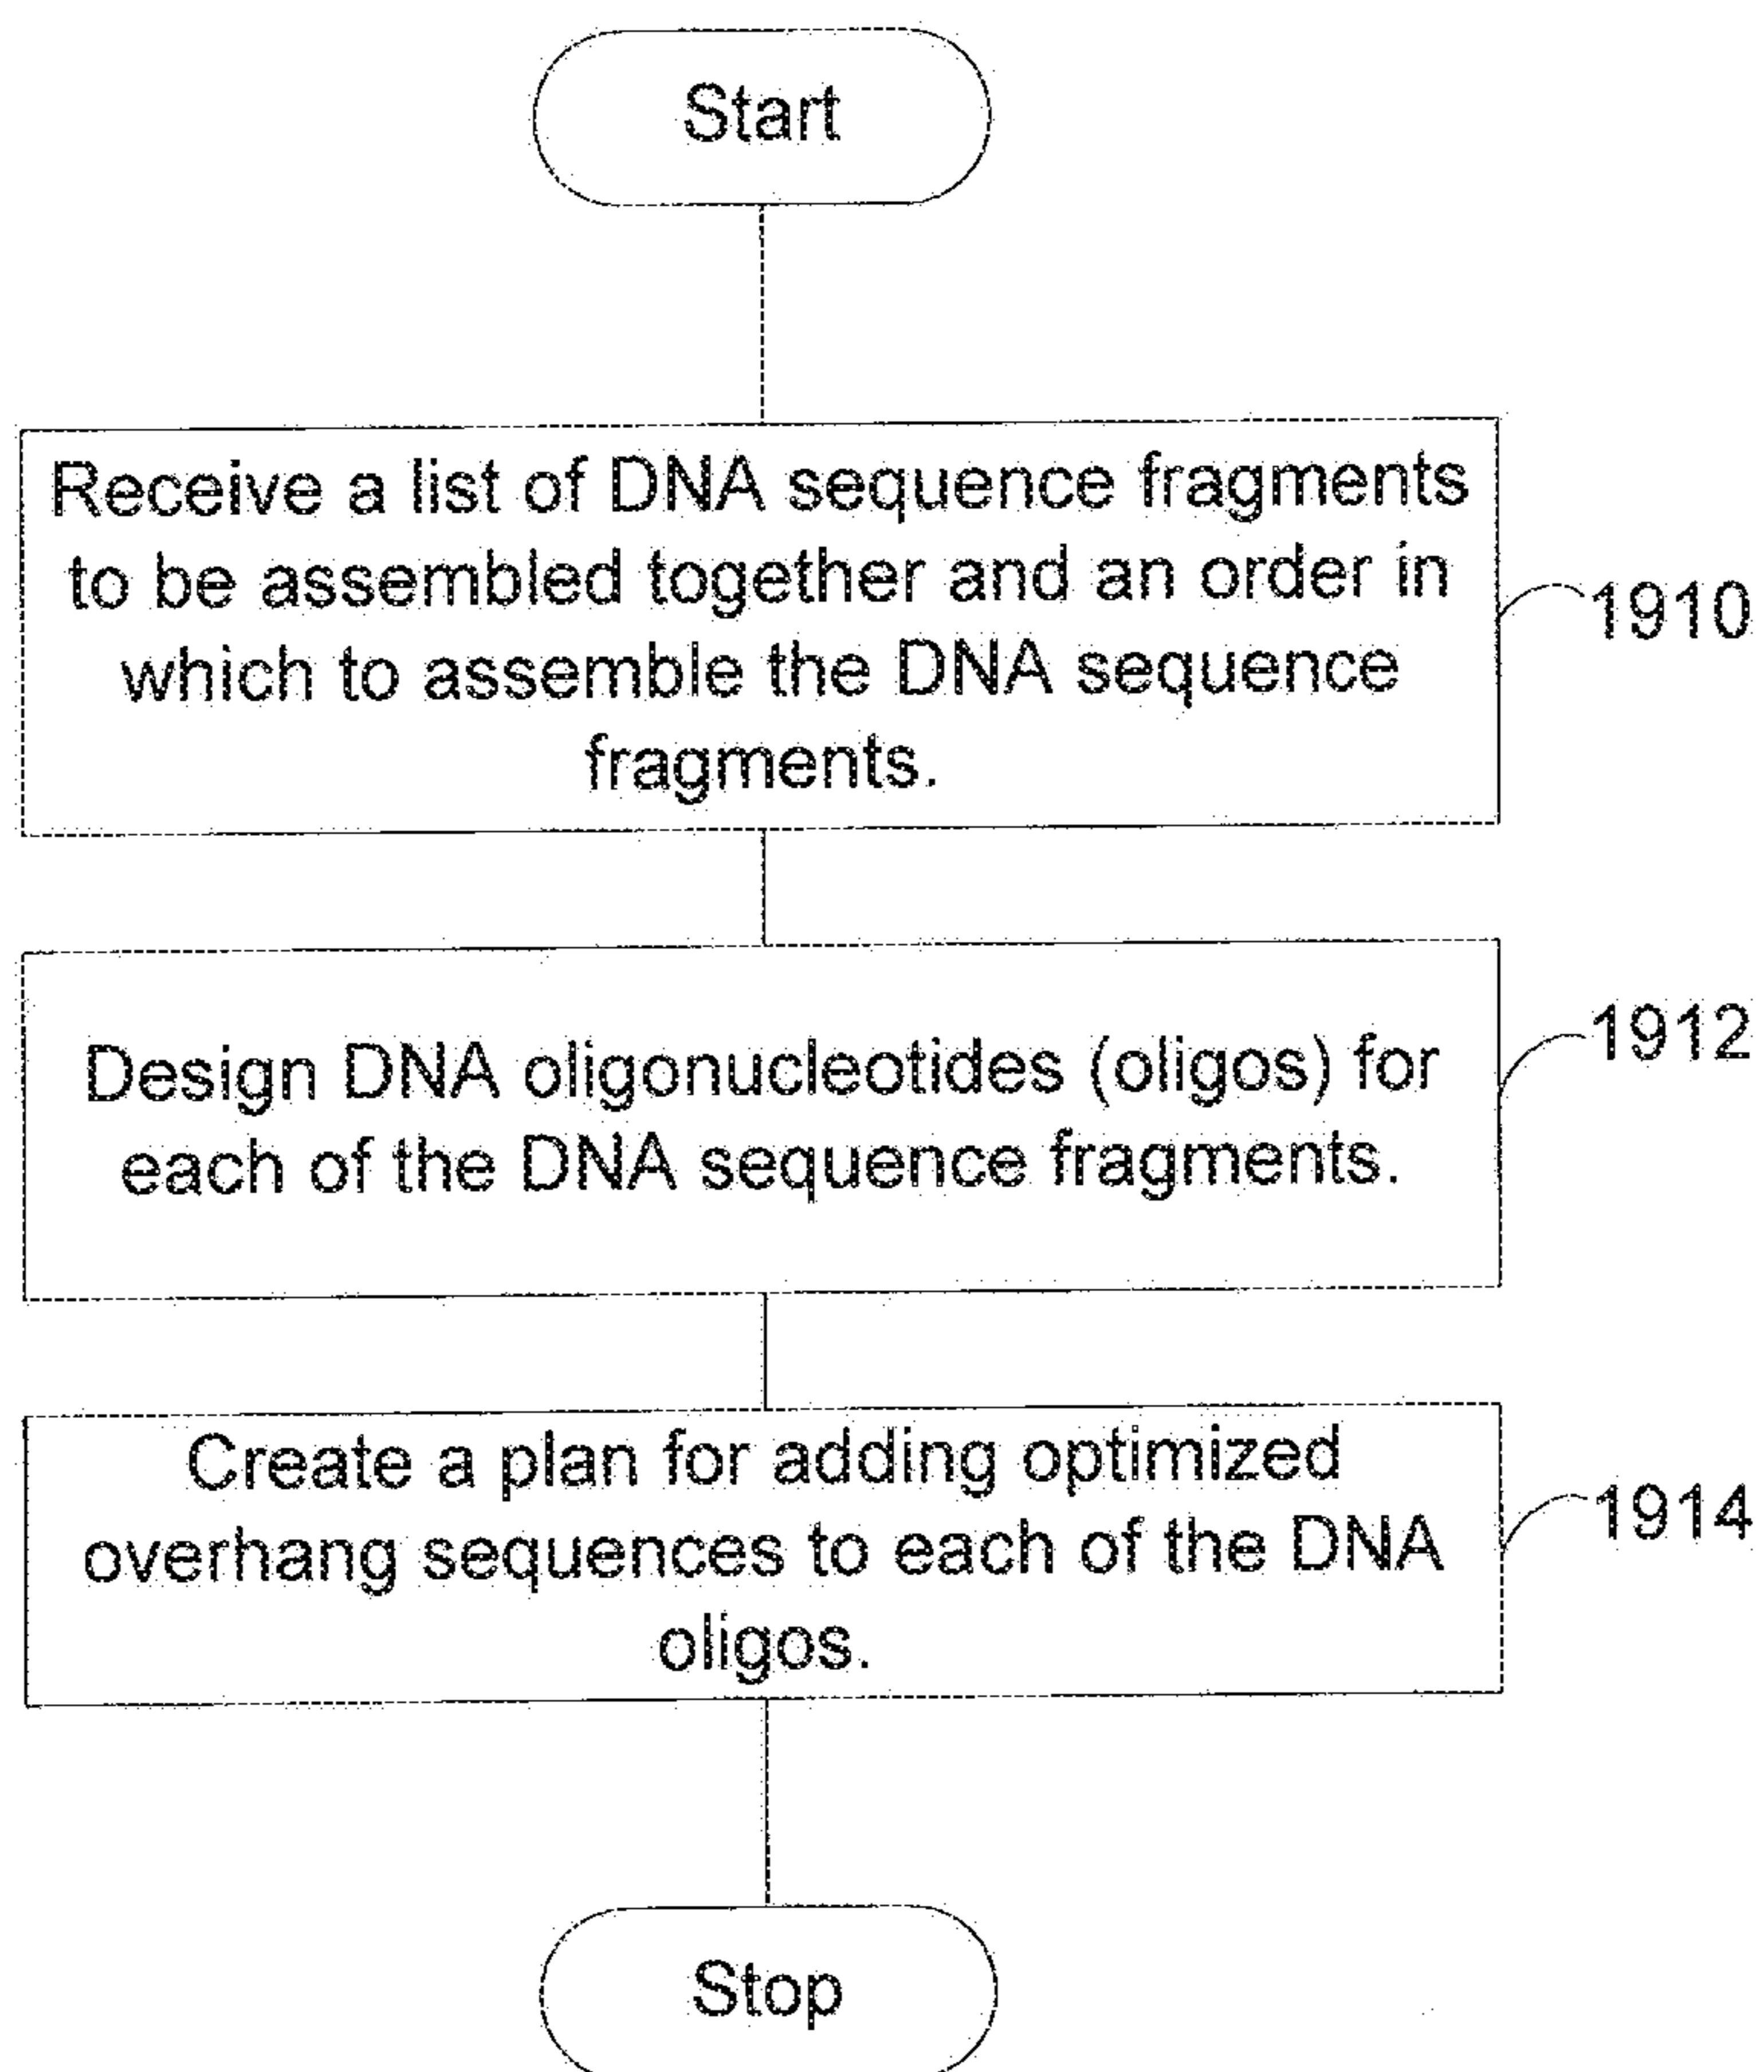 Start
Receive a list of DNA sequence fragments
to be assembled together and an order in
which to assemble the DNA sequence
fragments.
1910
Design DNA oligonucleotides (oligos) for
each of the DNA sequence fragments.
1912
Create a plan for adding optimized
overhang sequences to each of the DNA
oligos.
1914
Stop